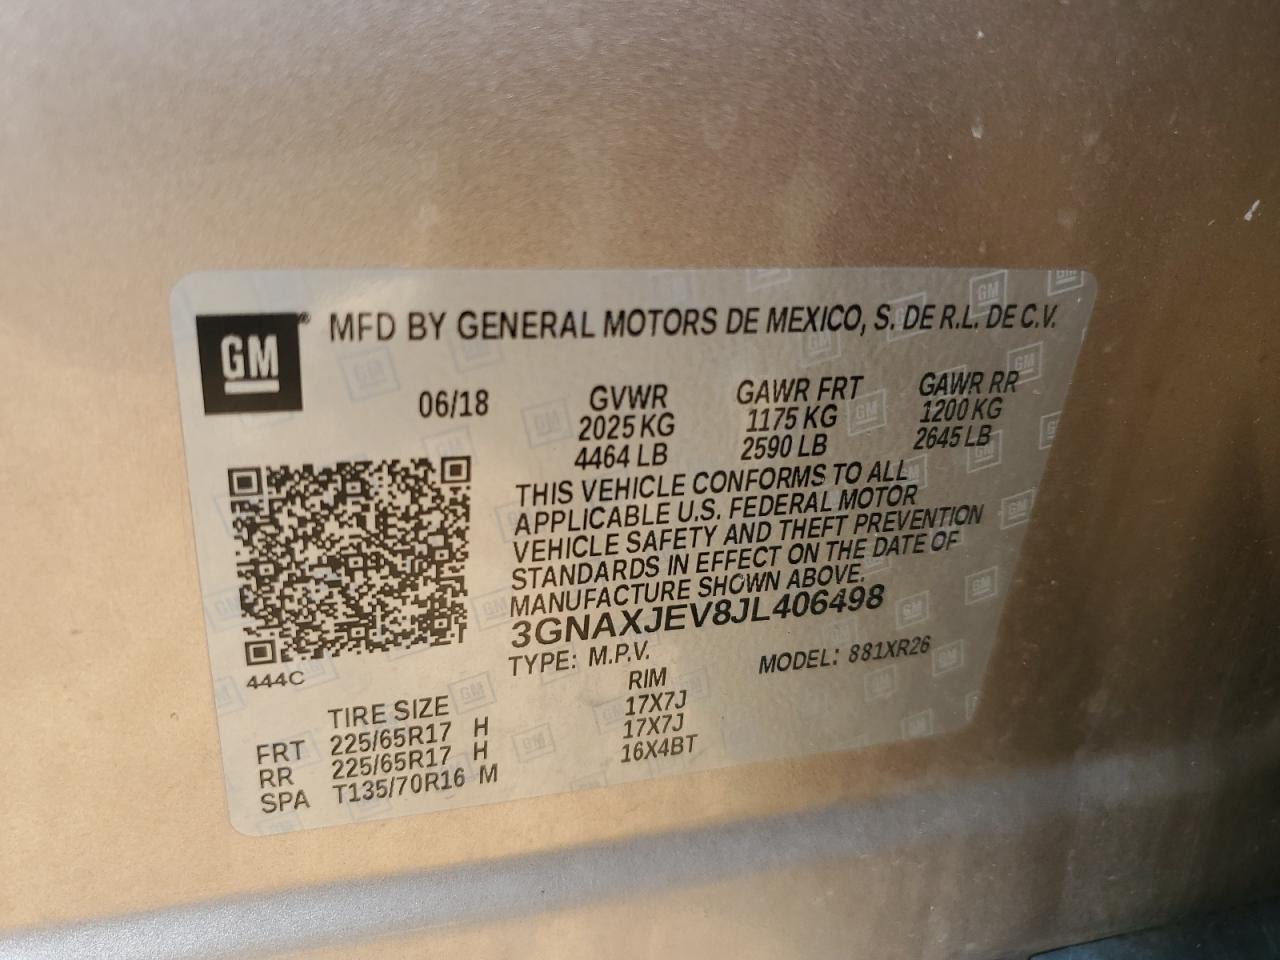 GM® MFD BY GENERAL MOTORS DE MEXICO, S. DE R.L. DE C.V.
06/18 GVWR GAWR FRT GAWR RR
2025 KG 1175 KG 1200 KG
4464 LB 2590 LB 2645 LB
THIS VEHICLE CONFORMS TO ALL
APPLICABLE U.S. FEDERAL MOTOR
VEHICLE SAFETY AND THEFT PREVENTION
STANDARDS IN EFFECT ON THE DATE OF
MANUFACTURE SHOWN ABOVE.
3GNAXJEV8JL406498
TYPE: M.P.V. MODEL: 881XR26
444C
TIRE SIZE RIM
FRT 225/65R17 H 17X7J
RR 225/65R17 H 17X7J
SPA T135/70R16 M 16X4BT